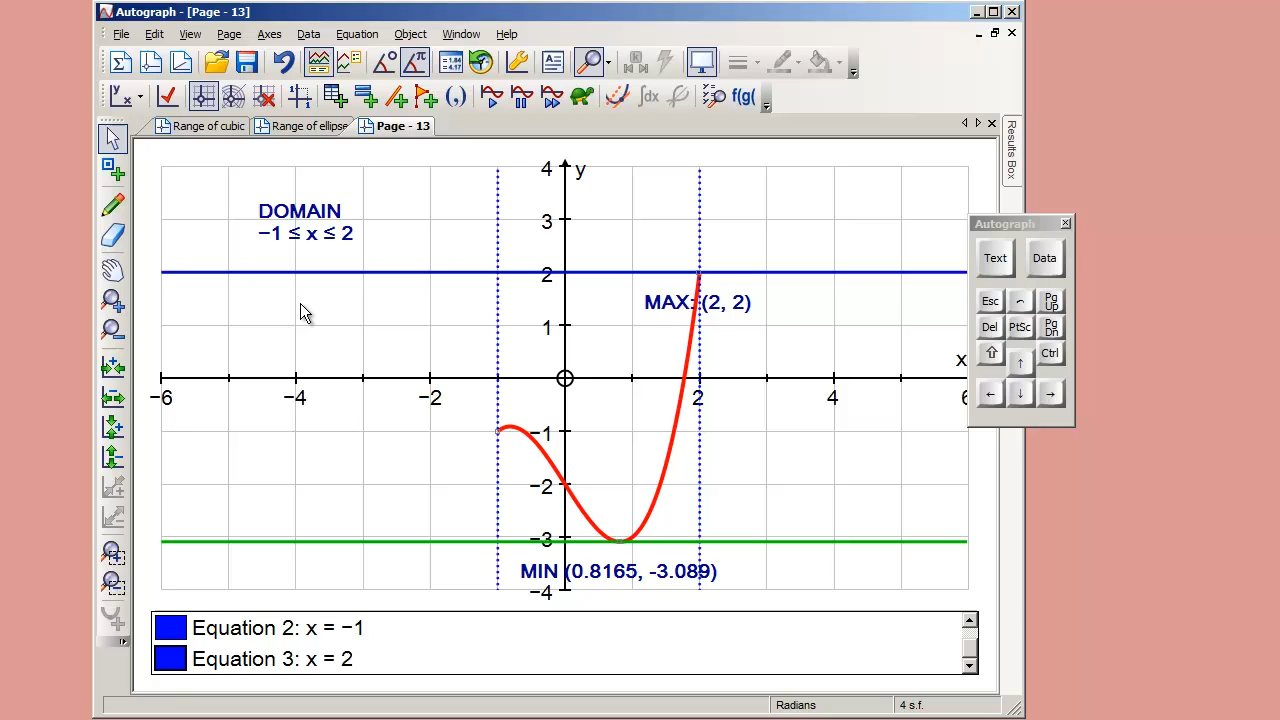 Autograph - [Page - 13]
File Edit View Page Axes Data Equation Object Window Help
Range of cubic Range of ellipse Page - 13
Results Box
DOMAIN
−1 ≤ x ≤ 2
MAX: (2, 2)
MIN (0.8165, -3.089)
y
x
4
3
2
1
−1
−2
−3
−4
−6 −4 −2 2 4 6
Autograph
Text Data
Esc Pg Up
Del PtSc Pg Dn
Ctrl
Equation 2: x = −1
Equation 3: x = 2
Radians 4 s.f.